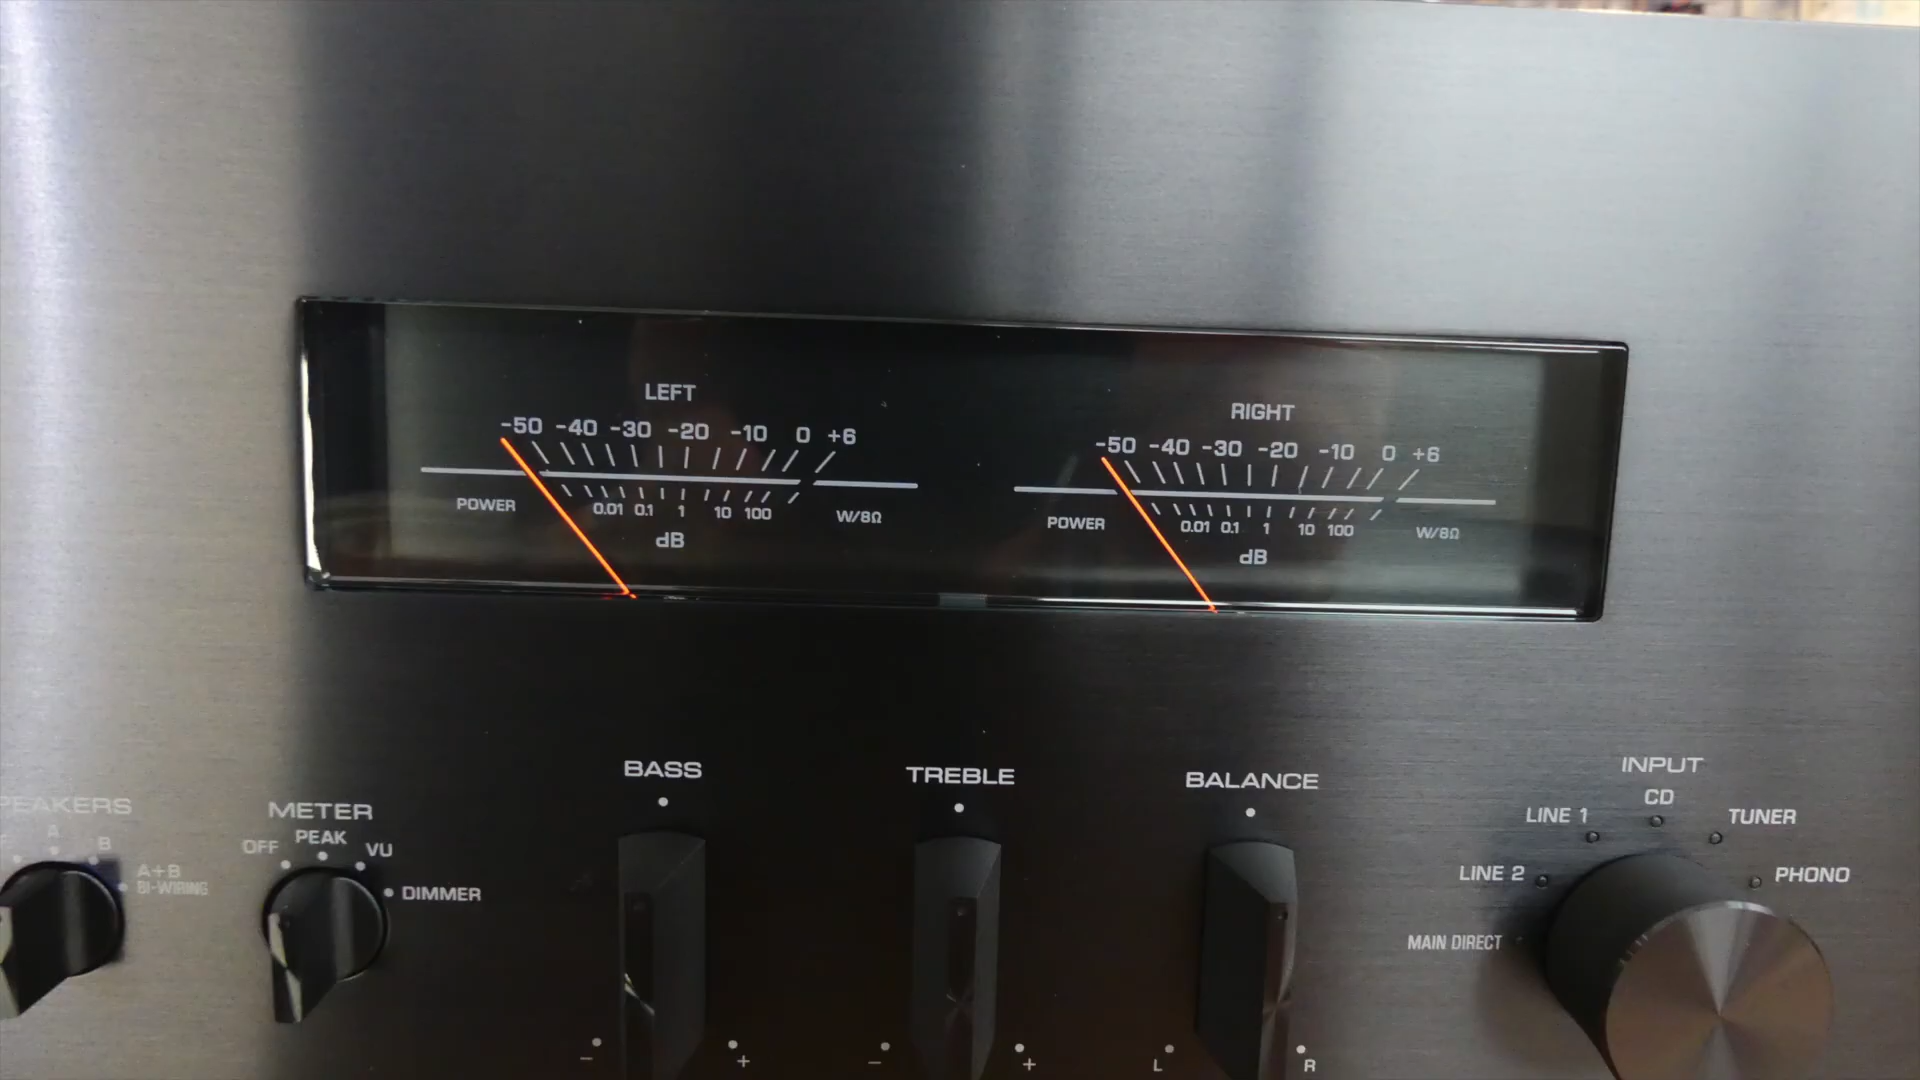 LEFT
-50 -40 -30 -20 -10 0 +6
POWER
0.01 0.1 1 10 100
W/8Ω
dB
RIGHT
-50 -40 -30 -20 -10 0 +6
POWER
0.01 0.1 1 10 100
W/8Ω
dB
PEAKERS
A
B
A+B
BI-WIRING
METER
OFF PEAK VU
DIMMER
BASS
- +
TREBLE
- +
BALANCE
L R
INPUT
CD
LINE 1 TUNER
LINE 2 PHONO
MAIN DIRECT